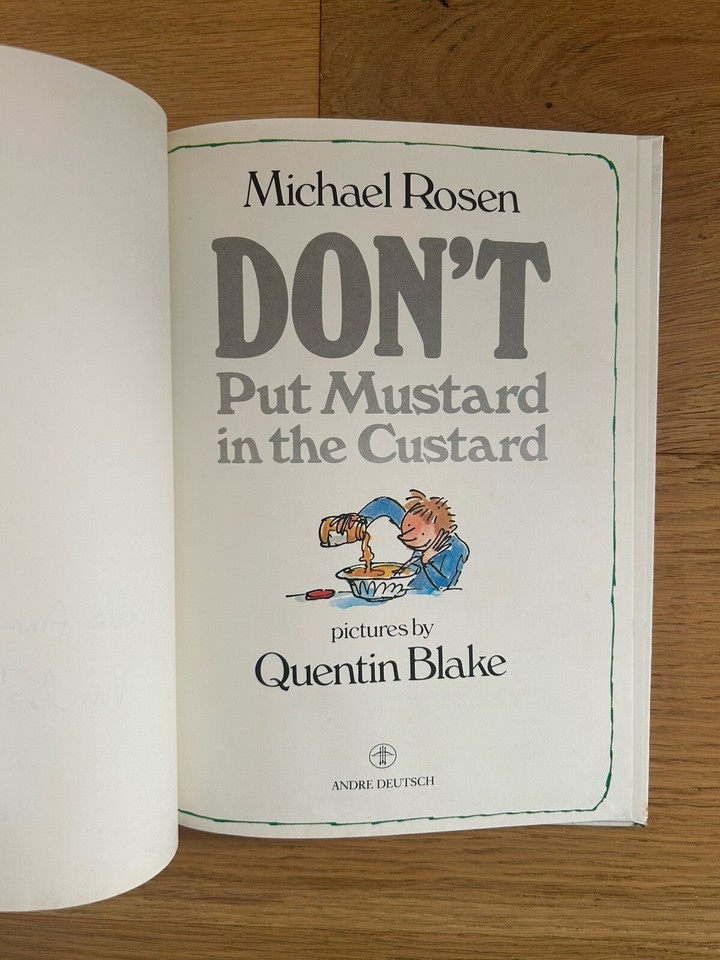 Michael Rosen
DON'T
Put Mustard
in the Custard
pictures by
Quentin Blake
ANDRE DEUTSCH